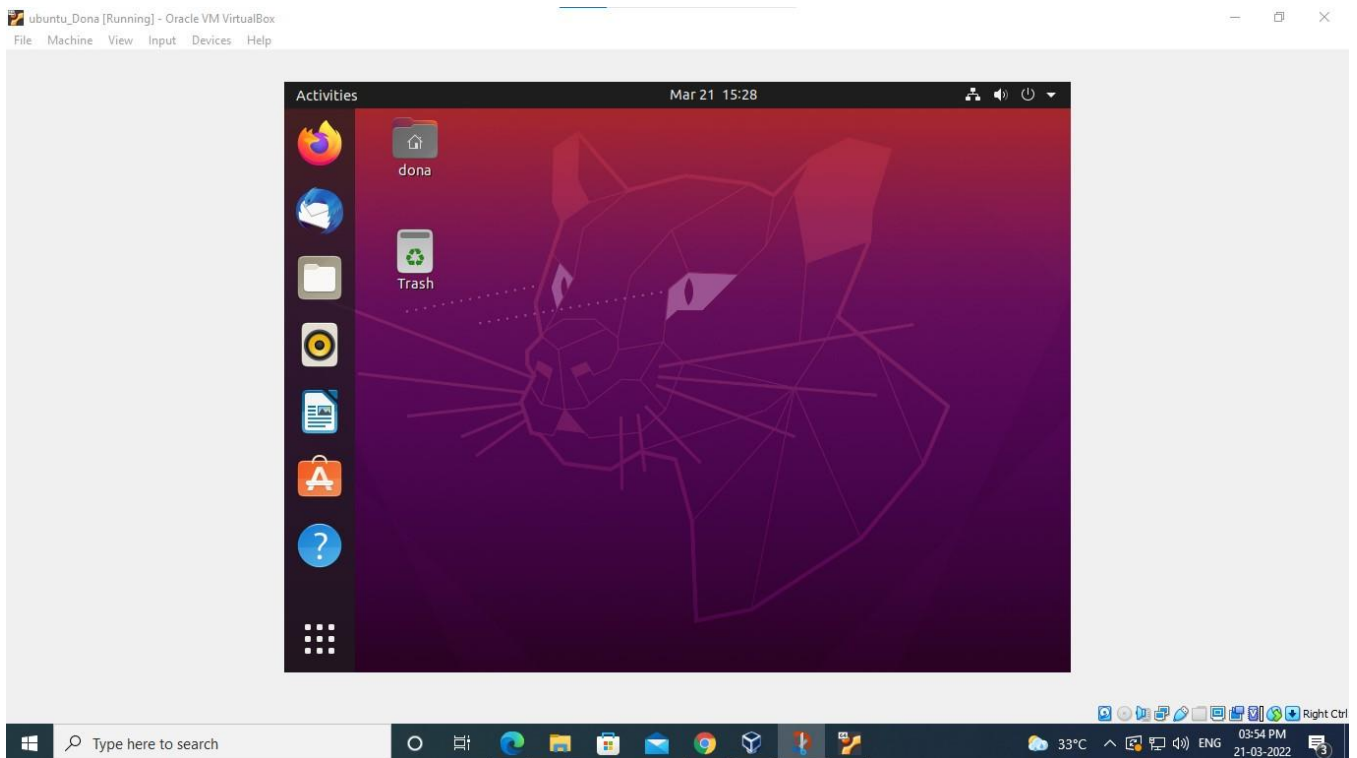 ubuntu_Dona [Running] - Oracle VM VirtualBox
File Machine View Input Devices Help
Activities Mar 21 15:28
dona
Trash
Right Ctrl
Type here to search
33°C ENG 03:54 PM
21-03-2022
3